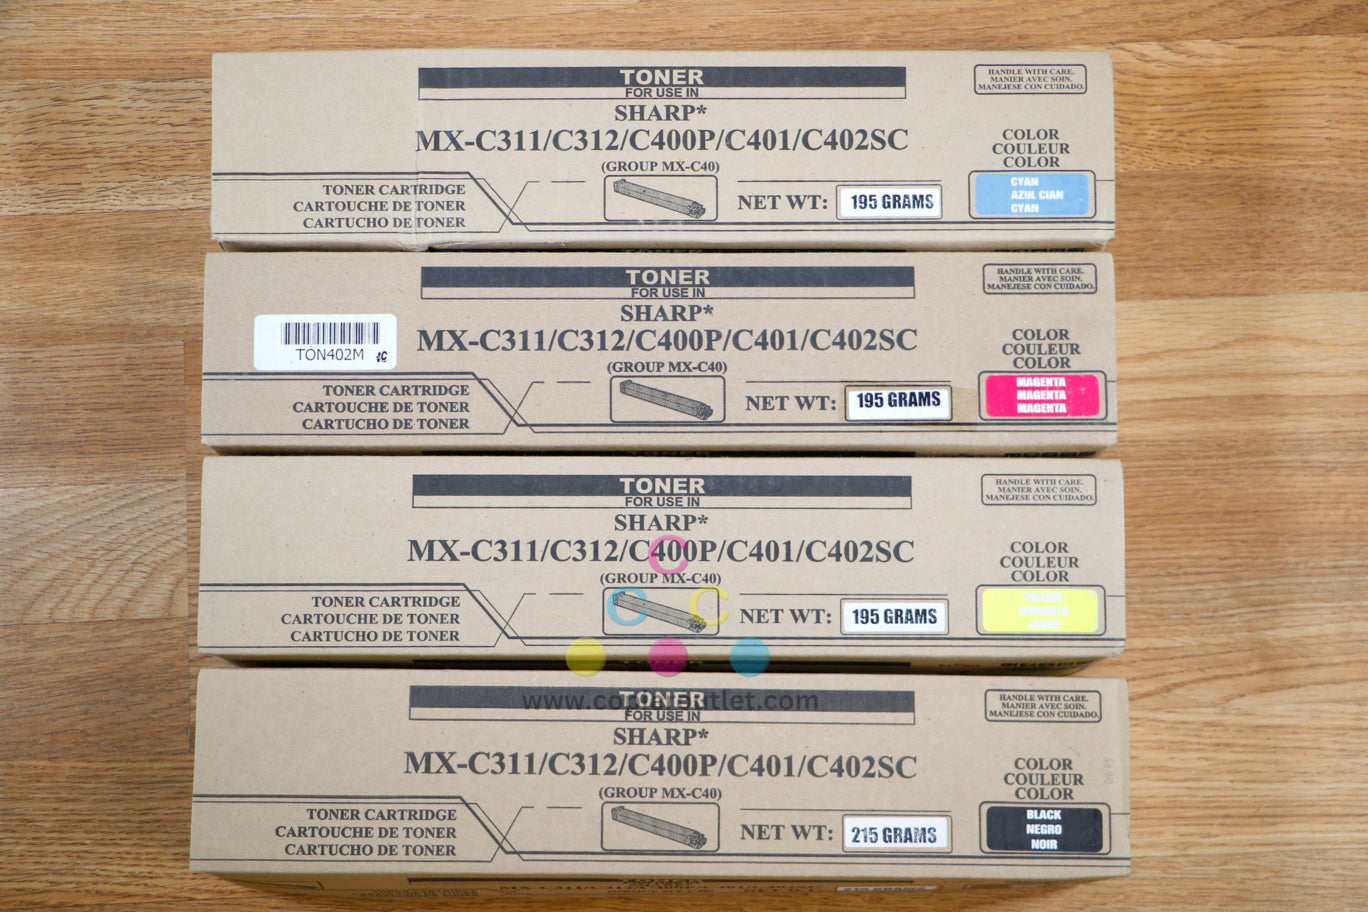 TONER
FOR USE IN
SHARP*
MX-C311/C312/C400P/C401/C402SC
(GROUP MX-C40)
HANDLE WITH CARE.
MANIER AVEC SOIN.
MANEJESE CON CUIDADO.
COLOR
COULEUR
COLOR
CYAN
AZUL CIAN
CYAN
TONER CARTRIDGE
CARTOUCHE DE TONER
CARTUCHO DE TONER
NET WT: 195 GRAMS
TONER
FOR USE IN
SHARP*
MX-C311/C312/C400P/C401/C402SC
(GROUP MX-C40)
HANDLE WITH CARE.
MANIER AVEC SOIN.
MANEJESE CON CUIDADO.
TON402M
COLOR
COULEUR
COLOR
MAGENTA
MAGENTA
MAGENTA
TONER CARTRIDGE
CARTOUCHE DE TONER
CARTUCHO DE TONER
NET WT: 195 GRAMS
TONER
FOR USE IN
SHARP*
MX-C311/C312/C400P/C401/C402SC
(GROUP MX-C40)
HANDLE WITH CARE.
MANIER AVEC SOIN.
MANEJESE CON CUIDADO.
C
C C
COLOR
COULEUR
COLOR
YELLOW
AMARILLO
JAUNE
TONER CARTRIDGE
CARTOUCHE DE TONER
CARTUCHO DE TONER
NET WT: 195 GRAMS
www.copieroutlet.com
TONER
FOR USE IN
SHARP*
MX-C311/C312/C400P/C401/C402SC
(GROUP MX-C40)
HANDLE WITH CARE.
MANIER AVEC SOIN.
MANEJESE CON CUIDADO.
COLOR
COULEUR
COLOR
BLACK
NEGRO
NOIR
TONER CARTRIDGE
CARTOUCHE DE TONER
CARTUCHO DE TONER
NET WT: 215 GRAMS